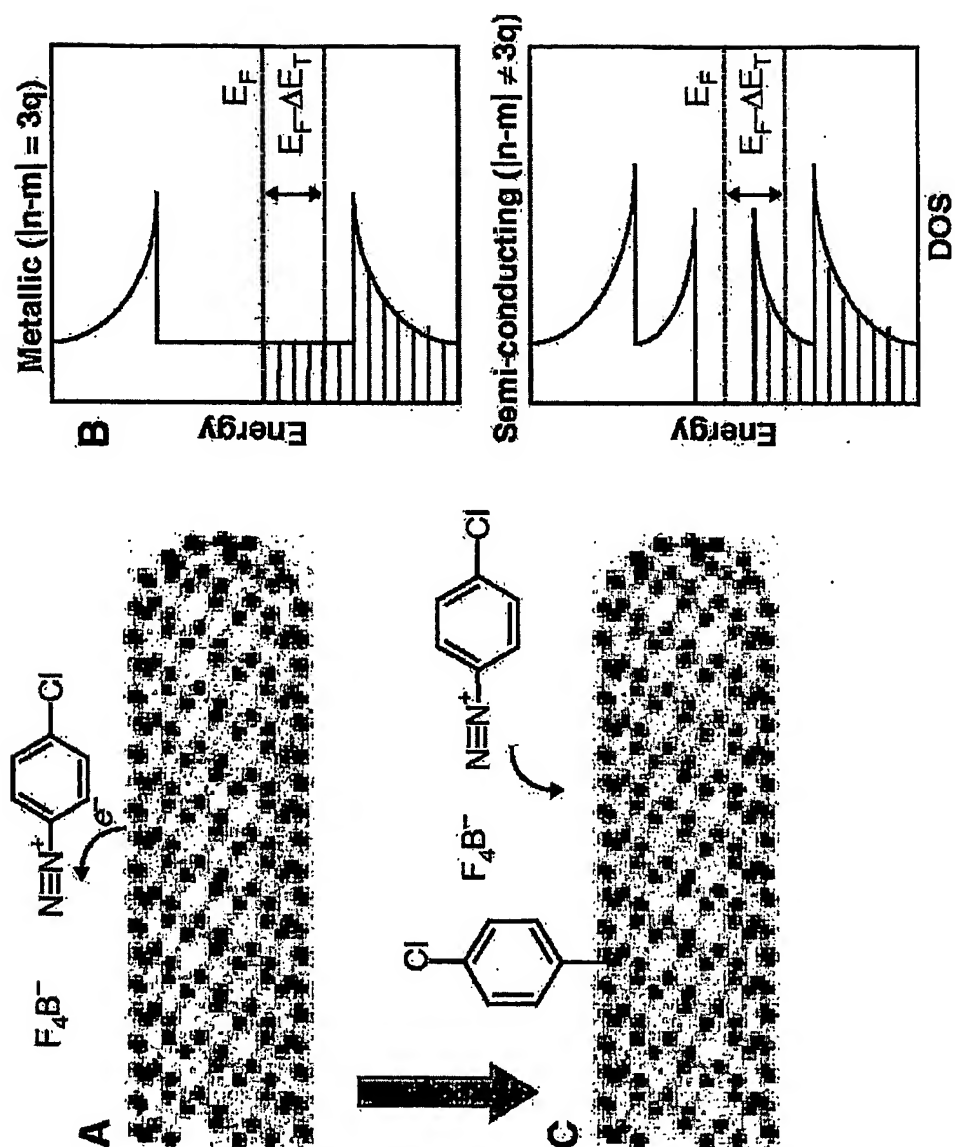 A
F₄B⁻
N≡N⁺
Cl
e⁻
B
Metallic (|n-m| = 3q)
Energy
E_F
E_F-ΔE_T
Semi-conducting (|n-m| ≠ 3q)
Energy
E_F
E_F-ΔE_T
DOS
C
Cl
F₄B⁻
N≡N⁺
Cl